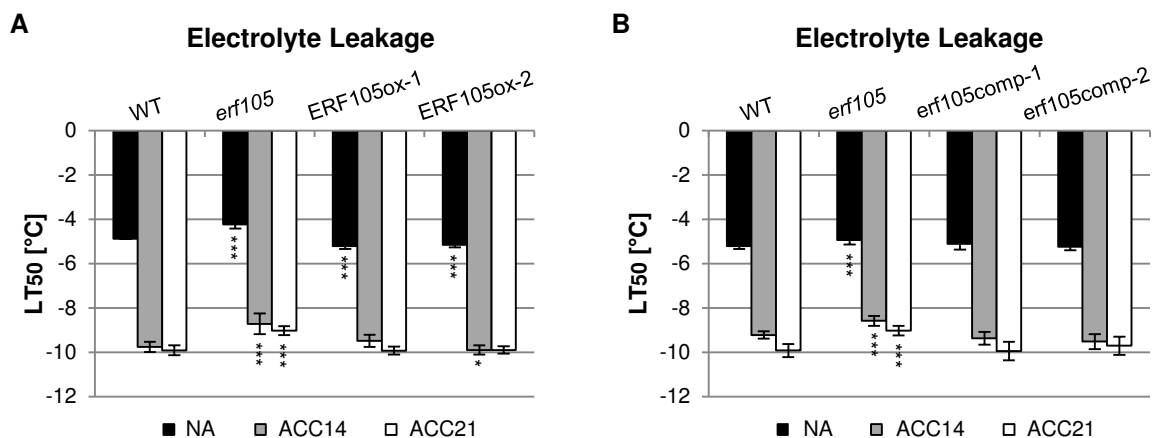 A
Electrolyte Leakage
WT
erf105
ERF105ox-1
ERF105ox-2
0
-2
-4
-6
-8
-10
-12
LT50 [°C]
***
***
***
***
***
*
NA
ACC14
ACC21
B
Electrolyte Leakage
WT
erf105
erf105comp-1
erf105comp-2
0
-2
-4
-6
-8
-10
-12
LT50 [°C]
***
***
***
NA
ACC14
ACC21